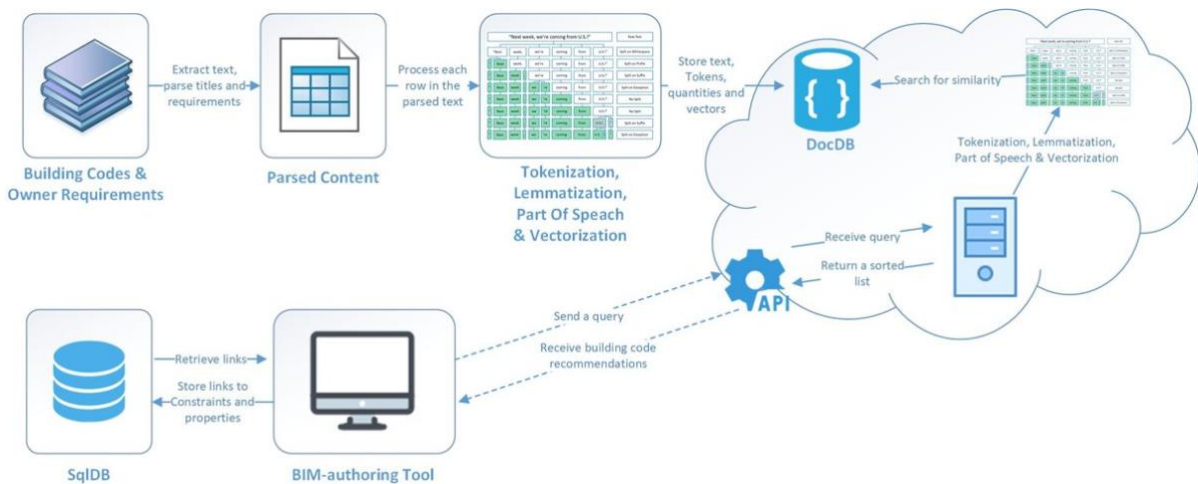 Extract text,
parse titles and
requirements
Process each
row in the
parsed text
"Next week, we're coming from U.S.!"
Store text,
Tokens,
quantities and
vectors
Search for similarity
DocDB
Tokenization, Lemmatization,
Part of Speech & Vectorization
Building Codes &
Owner Requirements
Parsed Content
Tokenization,
Lemmatization,
Part Of Speach
& Vectorization
Receive query
Return a sorted
list
API
Send a query
Receive building code
recommendations
Retrieve links
Store links to
Constraints and
properties
SqlDB
BIM-authoring Tool